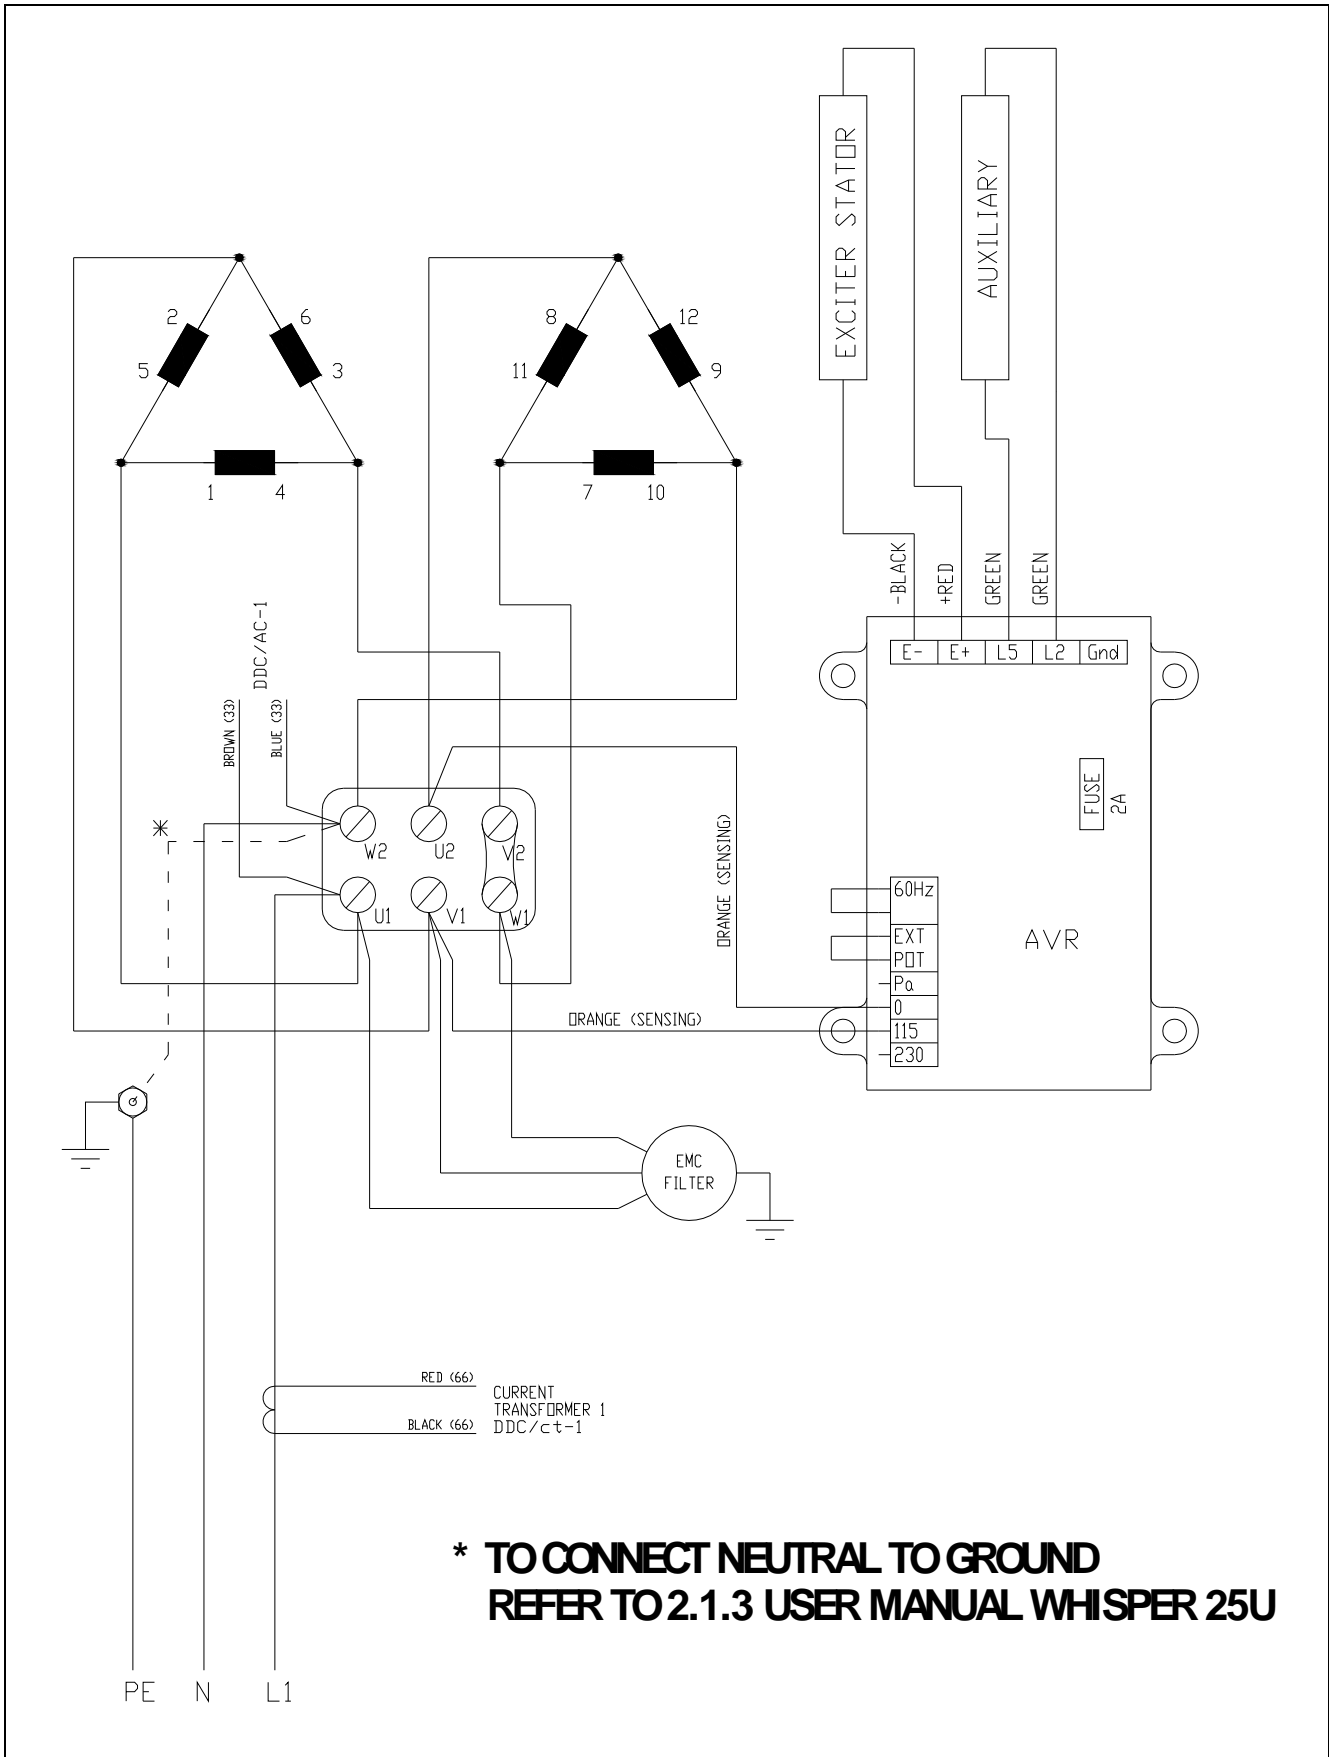 EXCITER STATOR
AUXILIARY
2
6
5
3
1
4
8
12
11
9
7
10
-BLACK
+RED
GREEN
GREEN
E-
E+
L5
L2
Gnd
DDC/AC-1
BROWN (33)
BLUE (33)
*
W2
U2
V2
U1
V1
W1
ORANGE (SENSING)
ORANGE (SENSING)
FUSE
2A
60Hz
EXT
POT
Pa
0
115
230
AVR
EMC
FILTER
RED (66)
BLACK (66)
CURRENT
TRANSFORMER 1
DDC/ct-1
* TO CONNECT NEUTRAL TO GROUND
REFER TO 2.1.3 USER MANUAL WHISPER 25U
PE
N
L1